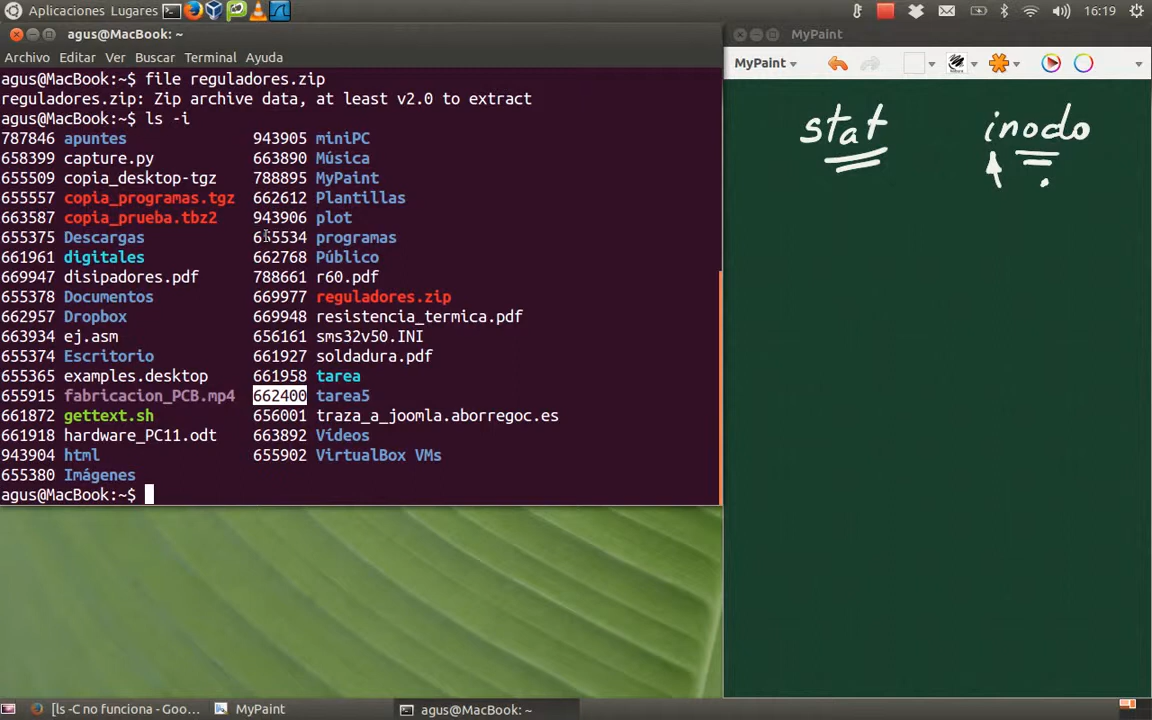 Aplicaciones Lugares 16:19
agus@MacBook: ~
Archivo Editar Ver Buscar Terminal Ayuda
agus@MacBook:~$ file reguladores.zip
reguladores.zip: Zip archive data, at least v2.0 to extract
agus@MacBook:~$ ls -i
787846 apuntes 943905 miniPC
658399 capture.py 663890 Música
655509 copia_desktop-tgz 788895 MyPaint
655557 copia_programas.tgz 662612 Plantillas
663587 copia_prueba.tbz2 943906 plot
655375 Descargas 655534 programas
661961 digitales 662768 Público
669947 disipadores.pdf 788661 r60.pdf
655378 Documentos 669977 reguladores.zip
662957 Dropbox 669948 resistencia_termica.pdf
663934 ej.asm 656161 sms32v50.INI
655374 Escritorio 661927 soldadura.pdf
655365 examples.desktop 661958 tarea
655915 fabricacion_PCB.mp4 662400 tarea5
661872 gettext.sh 656001 traza_a_joomla.aborregoc.es
661918 hardware_PC11.odt 663892 Vídeos
943904 html 655902 VirtualBox VMs
655380 Imágenes
agus@MacBook:~$
MyPaint
MyPaint
stat inodo
[ls -C no funciona - Goo... MyPaint agus@MacBook: ~